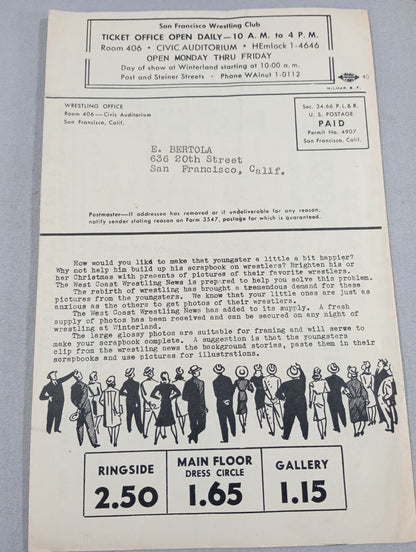 San Francisco Wrestling Club
TICKET OFFICE OPEN DAILY—10 A. M. to 4 P. M.
Room 406 • CIVIC AUDITORIUM • HEmlock 1-4646
OPEN MONDAY THRU FRIDAY
Day of show at Winterland starting at 10.00 a. m.
Post and Steiner Streets - Phone WAlnut 1-0112
40
WRESTLING OFFICE
Room 406—Civic Auditorium
San Francisco, Calif.
Sec. 34.66 P.L.& R.
U. S. POSTAGE
PAID
Permit No. 4907
San Francisco, Calif.
E. BERTOLA
636 20th Street
San Francisco, Calif.
Postmaster—If addressee has removed or if undeliverable for any reason,
notify sender stating reason on Form 3547, postage for which is guaranteed.
How would you like to make that youngster a little a bit happier?
Why not help him build up his scrapbook on wrestlers? Brighten his or
her Christmas with presents of pictures of their favorite wrestlers.
The West Coast Wrestling News is prepared to help you solve this problem.
The rebirth of wrestling has brought a tremendous demand for these
pictures from the youngsters. We know that your little ones are just as
anxious as the others to get photos of their wrestlers.
The West Coast Wrestling News has added to its supply. A fresh
supply of photos has been received and can be secured on any night of
wrestling at Winterland.
The large glossy photos are suitable for framing and will serve to
make your scrapbook complete. A suggestion is that the youngsters
clip from the wrestling news the background stories, paste them in their
scrapbooks and use pictures for illustrations.
RINGSIDE
2.50
MAIN FLOOR
DRESS CIRCLE
1.65
GALLERY
1.15